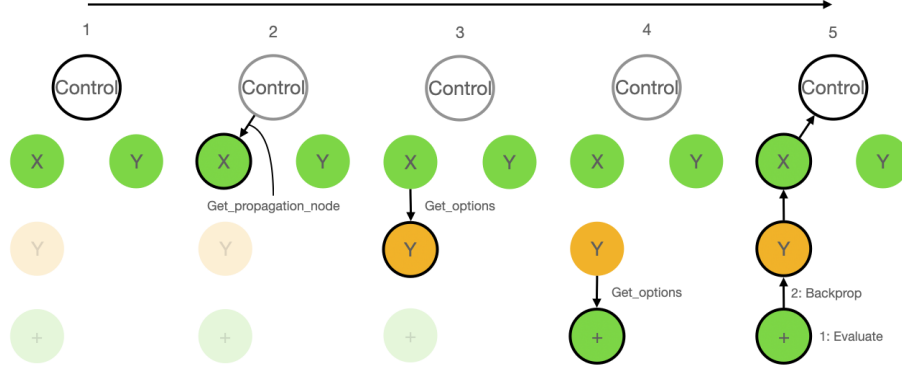 1 2 3 4 5
Control Control Control Control Control
X Y X Y X Y X Y X Y
Get_propagation_node Get_options
Y Y Y Y Y
Get_options 2: Backprop
+ + + + + 1: Evaluate